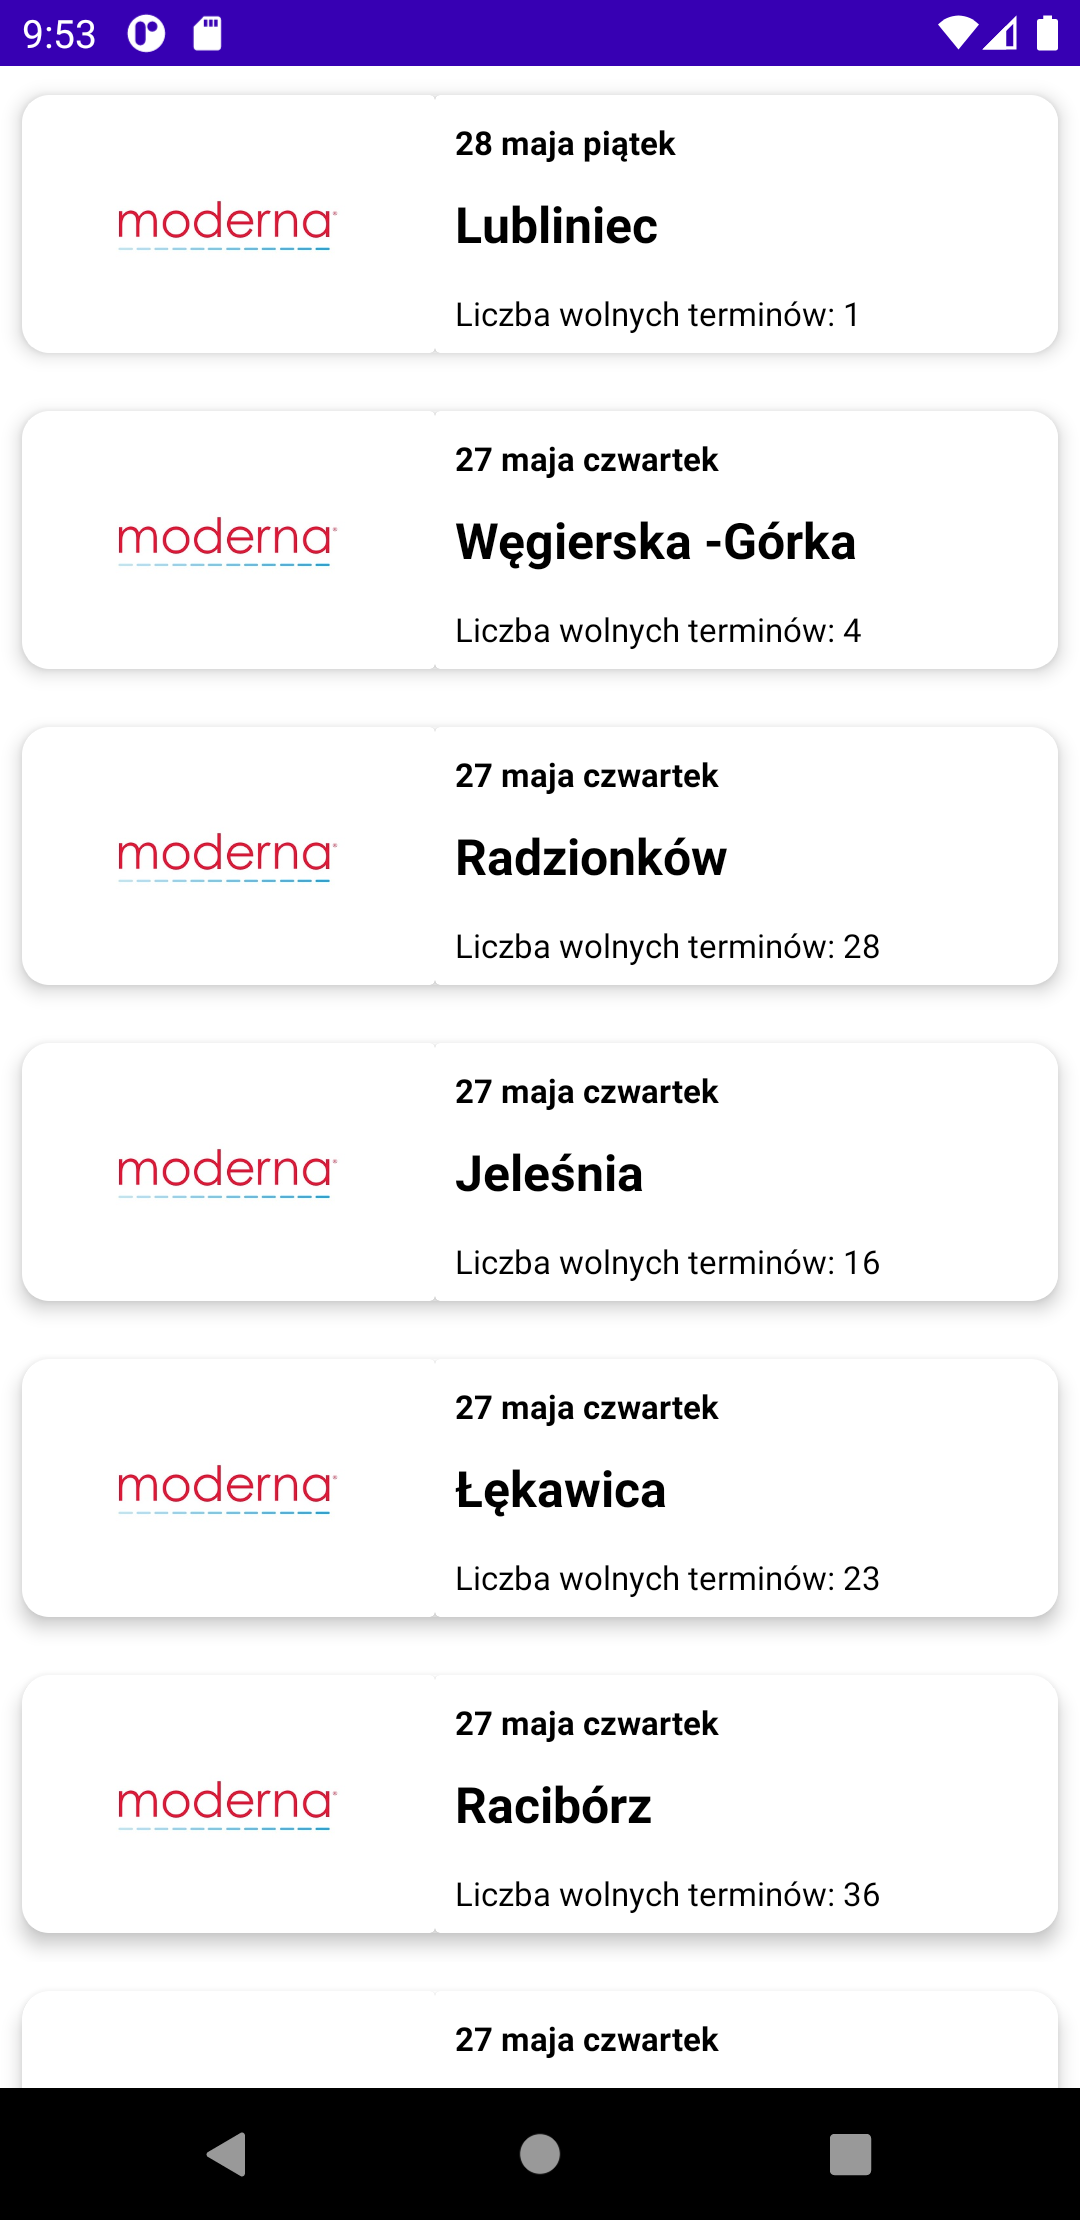 9:53
28 maja piątek
moderna
Lubliniec
Liczba wolnych terminów: 1
27 maja czwartek
moderna
Węgierska -Górka
Liczba wolnych terminów: 4
27 maja czwartek
moderna
Radzionków
Liczba wolnych terminów: 28
27 maja czwartek
moderna
Jeleśnia
Liczba wolnych terminów: 16
27 maja czwartek
moderna
Łękawica
Liczba wolnych terminów: 23
27 maja czwartek
moderna
Racibórz
Liczba wolnych terminów: 36
27 maja czwartek